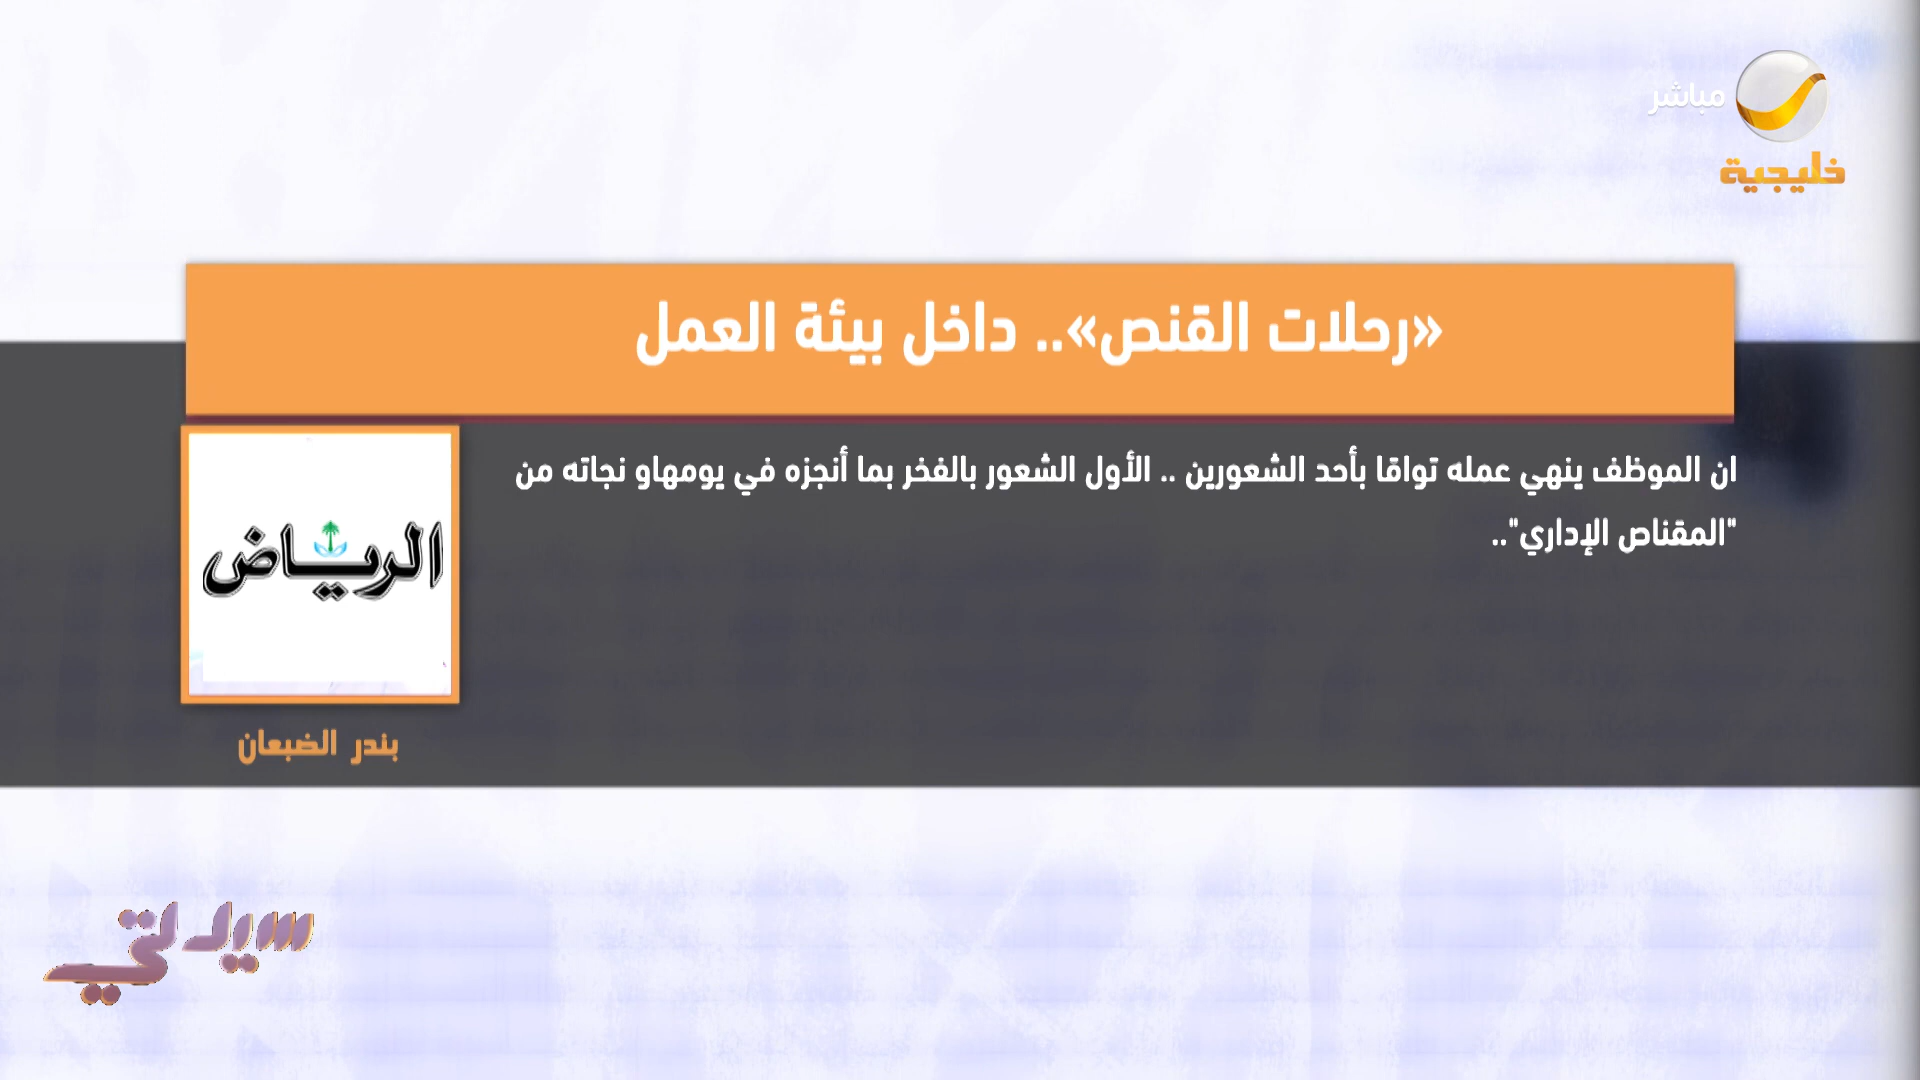 مباشر
خليجية
«رحلات القنص».. داخل بيئة العمل
ان الموظف ينهي عمله تواقا بأحد الشعورين .. الأول الشعور بالفخر بما أنجزه في يومهاو نجاته من
"المقناص الإداري"..
الرياض
بندر الضبعان
سيدتي